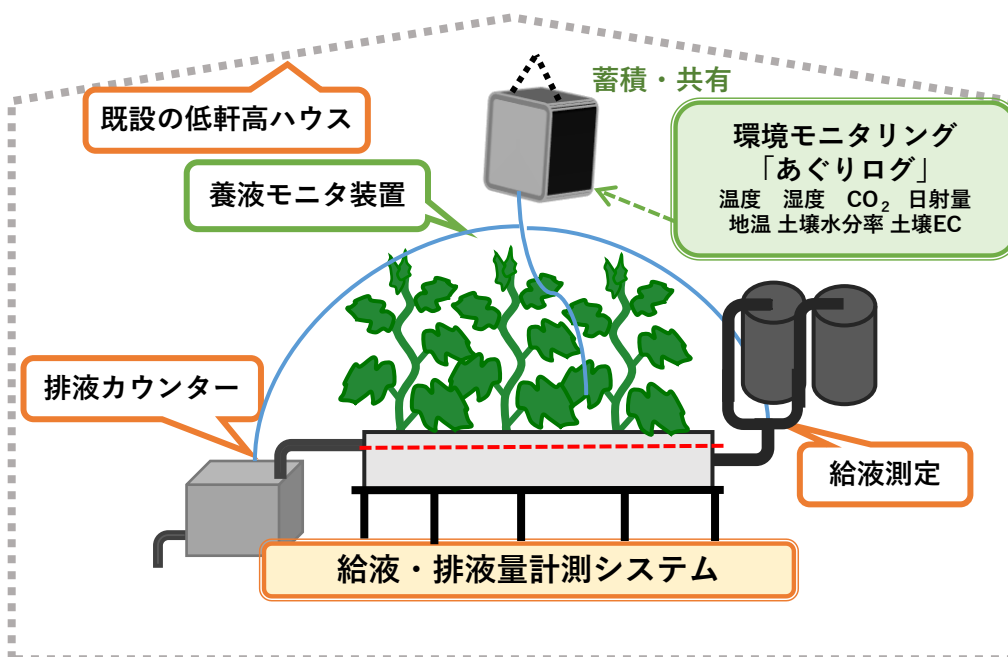 蓄積・共有
既設の低軒高ハウス
環境モニタリング
「あぐりログ」
温度 湿度 CO₂ 日射量
地温 土壌水分率 土壌EC
養液モニタ装置
排液カウンター
給液測定
給液・排液量計測システム